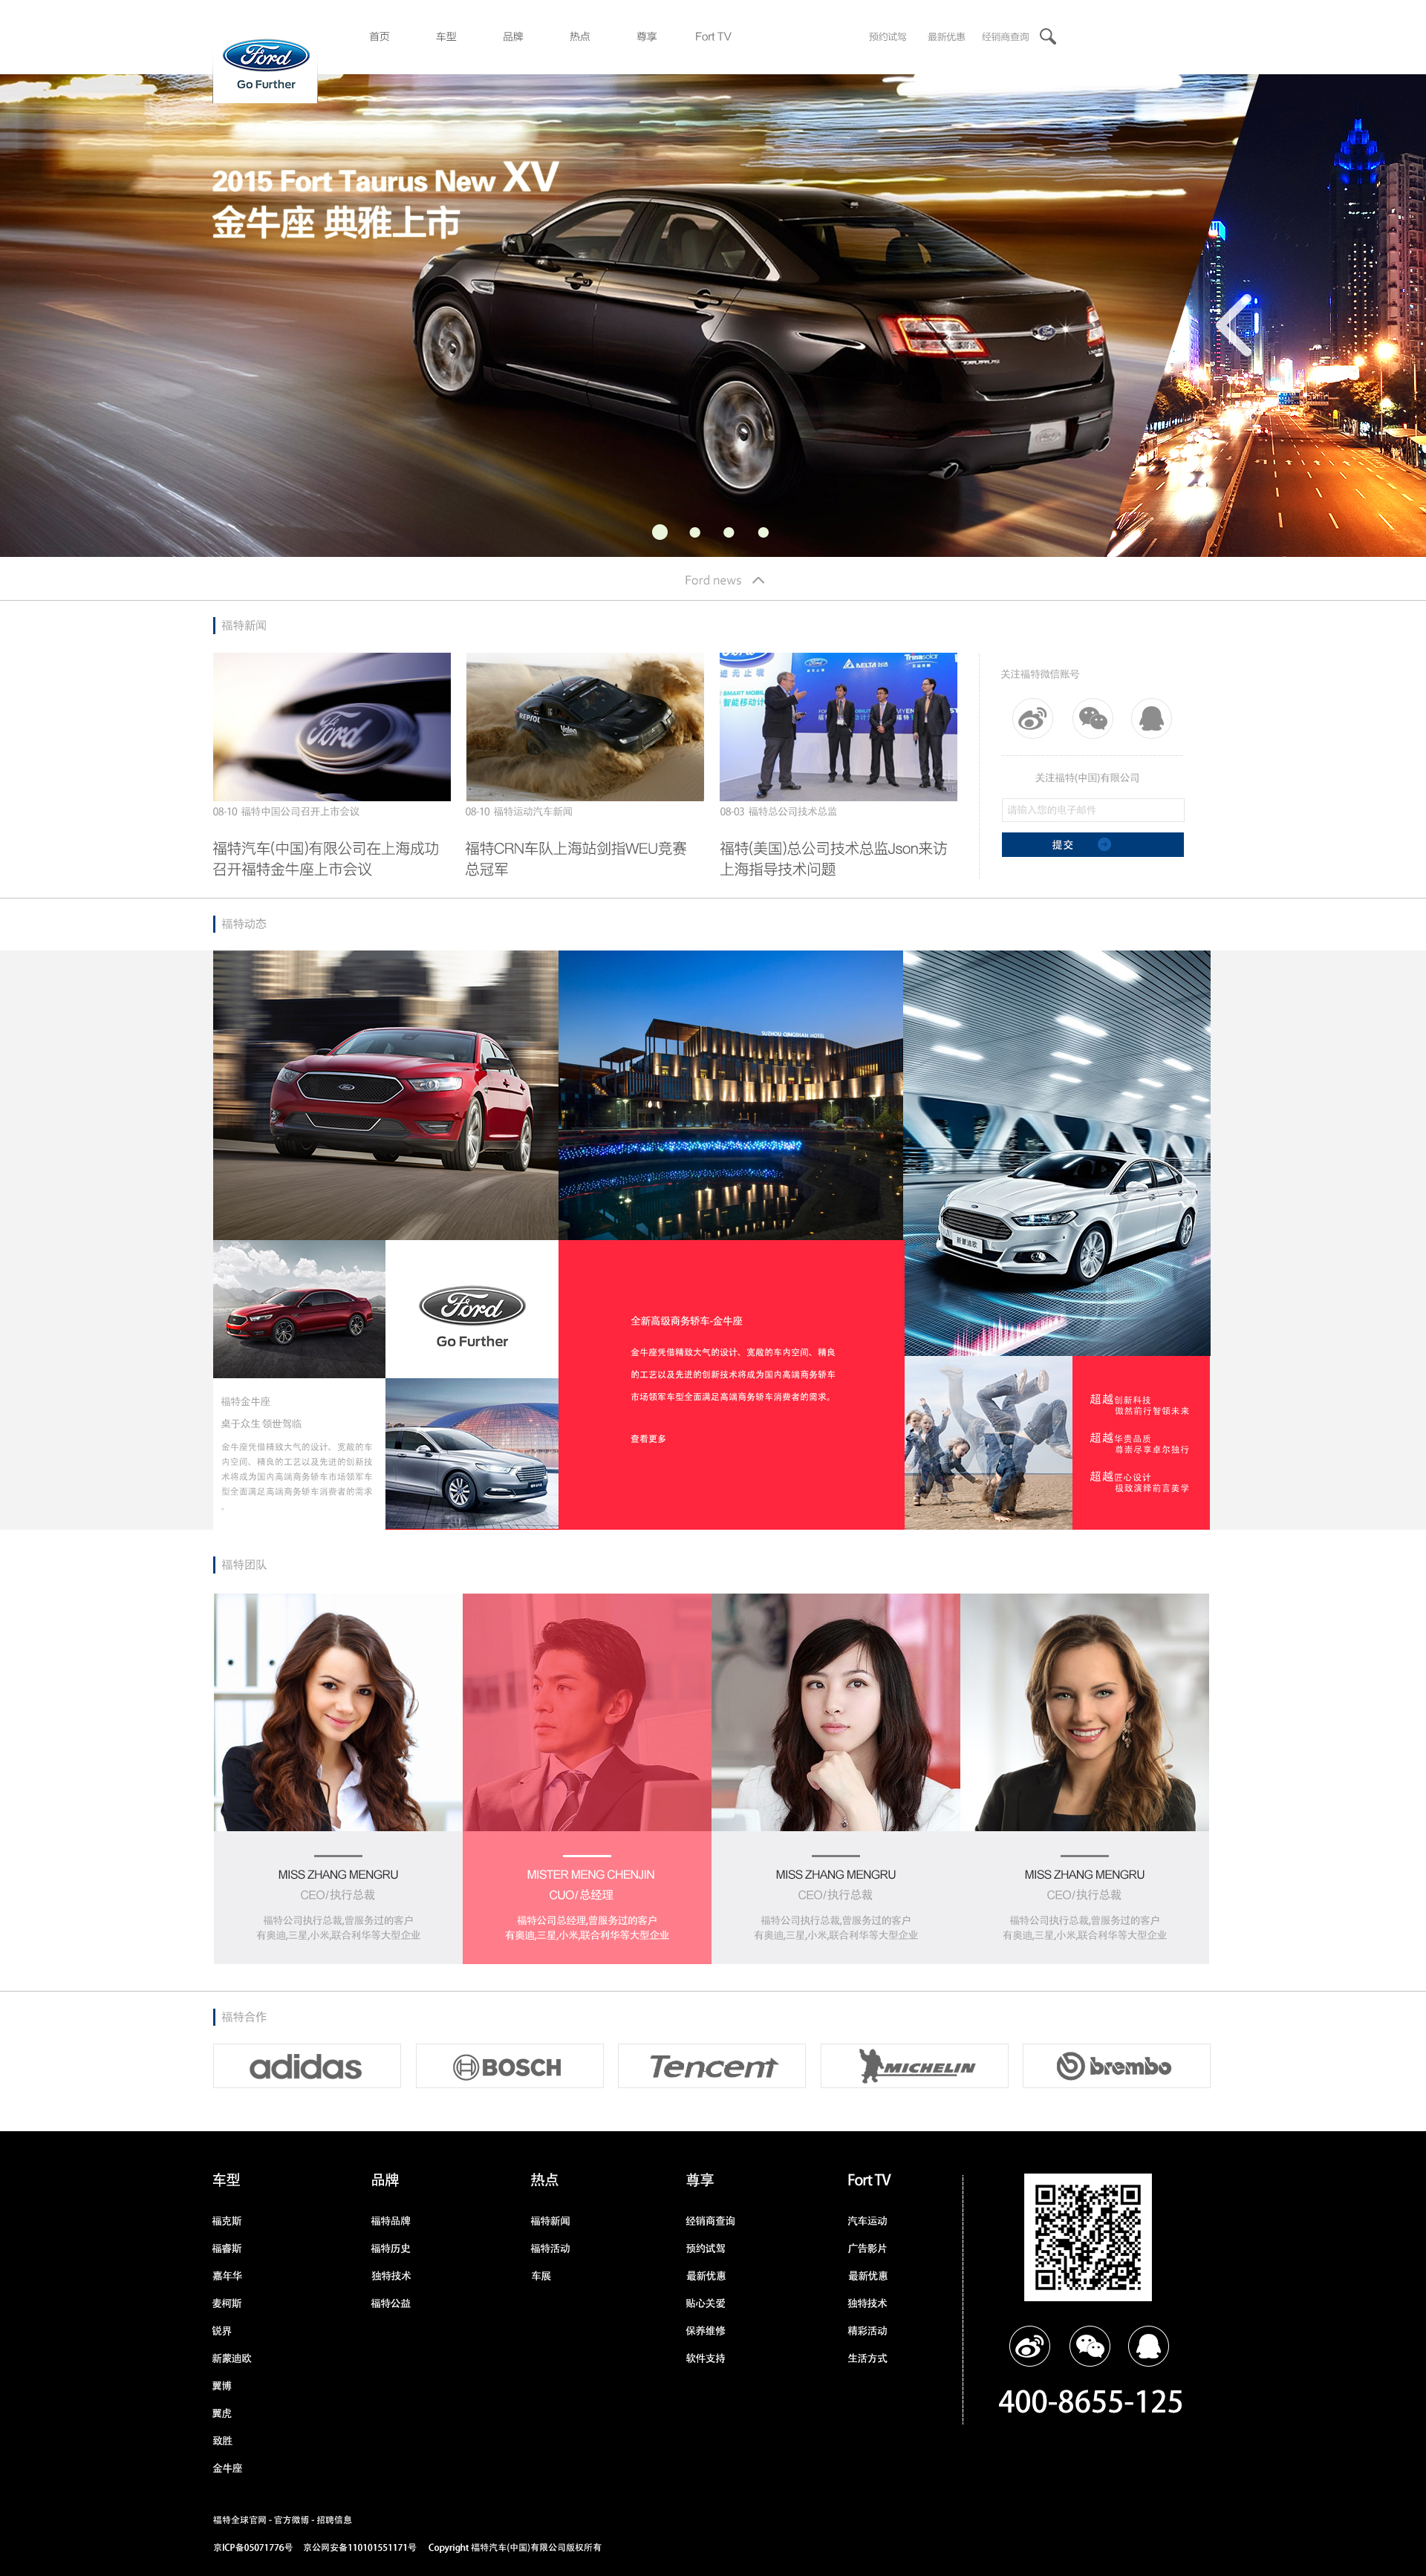 首页 车型 品牌 热点 尊享 Fort TV 预约试驾 最新优惠 经销商查询
Ford
Go Further
2015 Fort Taurus New XV
金牛座 典雅上市
TAURUS
Ford news
福特新闻
Ford
REPSOL
Valeo
DELTA
Trinasolar
智能移动计
08-10 福特中国公司召开上市会议
福特汽车(中国)有限公司在上海成功
召开福特金牛座上市会议
08-10 福特运动汽车新闻
福特CRN车队上海站剑指WEU竞赛
总冠军
08-03 福特总公司技术总监
福特(美国)总公司技术总监Json来访
上海指导技术问题
关注福特微信账号
关注福特(中国)有限公司
请输入您的电子邮件
提交
福特动态
SUZHOU QINGSHAN HOTEL
新蒙迪欧
Ford
Go Further
福特金牛座
桌于众生 领世驾临
金牛座凭借精致大气的设计、宽敞的车
内空间、精良的工艺以及先进的创新技
术将成为国内高端商务轿车市场领军车
型全面满足高端商务轿车消费者的需求
。
全新高级商务轿车-金牛座
金牛座凭借精致大气的设计、宽敞的车内空间、精良
的工艺以及先进的创新技术将成为国内高端商务轿车
市场领军车型全面满足高端商务轿车消费者的需求。
查看更多
超越创新科技
傲然前行智领未来
超越华贵品质
尊崇尽享卓尔独行
超越匠心设计
极致演绎前言美学
福特团队
MISS ZHANG MENGRU
CEO/执行总裁
福特公司执行总裁,曾服务过的客户
有奥迪,三星,小米,联合利华等大型企业
MISTER MENG CHENJIN
CUO/总经理
福特公司总经理,曾服务过的客户
有奥迪,三星,小米,联合利华等大型企业
MISS ZHANG MENGRU
CEO/执行总裁
福特公司执行总裁,曾服务过的客户
有奥迪,三星,小米,联合利华等大型企业
MISS ZHANG MENGRU
CEO/执行总裁
福特公司执行总裁,曾服务过的客户
有奥迪,三星,小米,联合利华等大型企业
福特合作
adidas BOSCH Tencent MICHELIN brembo
车型
福克斯
福睿斯
嘉年华
麦柯斯
锐界
新蒙迪欧
翼博
翼虎
致胜
金牛座
品牌
福特品牌
福特历史
独特技术
福特公益
热点
福特新闻
福特活动
车展
尊享
经销商查询
预约试驾
最新优惠
贴心关爱
保养维修
软件支持
Fort TV
汽车运动
广告影片
最新优惠
独特技术
精彩活动
生活方式
400-8655-125
福特全球官网 - 官方微博 - 招聘信息
京ICP备05071776号 京公网安备110101551171号 Copyright 福特汽车(中国)有限公司版权所有